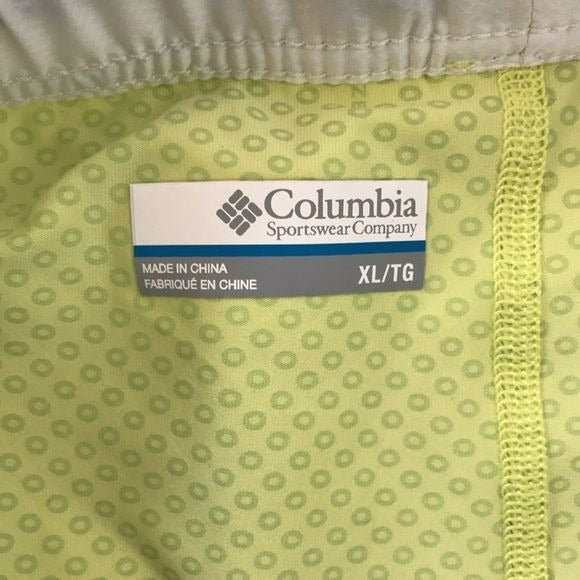 Columbia
Sportswear Company
MADE IN CHINA
FABRIQUÉ EN CHINE
XL/TG